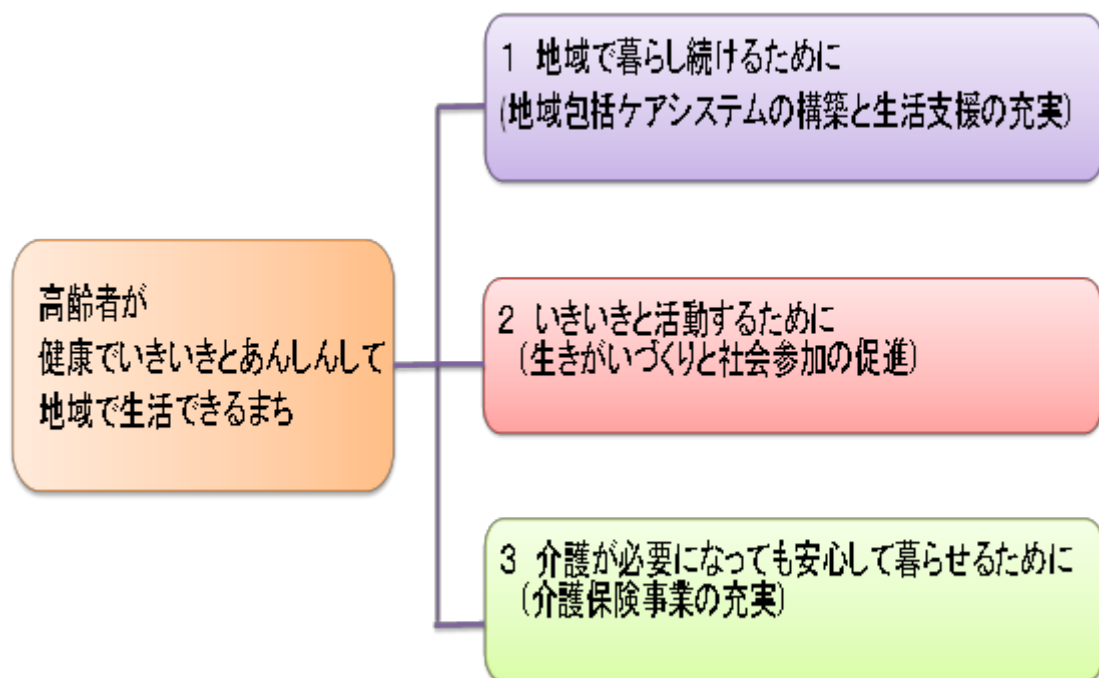 高齢者が
健康でいきいきとあんしんして
地域で生活できるまち
1 地域で暮らし続けるために
(地域包括ケアシステムの構築と生活支援の充実)
2 いきいきと活動するために
(生きがいづくりと社会参加の促進)
3 介護が必要になっても安心して暮らせるために
(介護保険事業の充実)